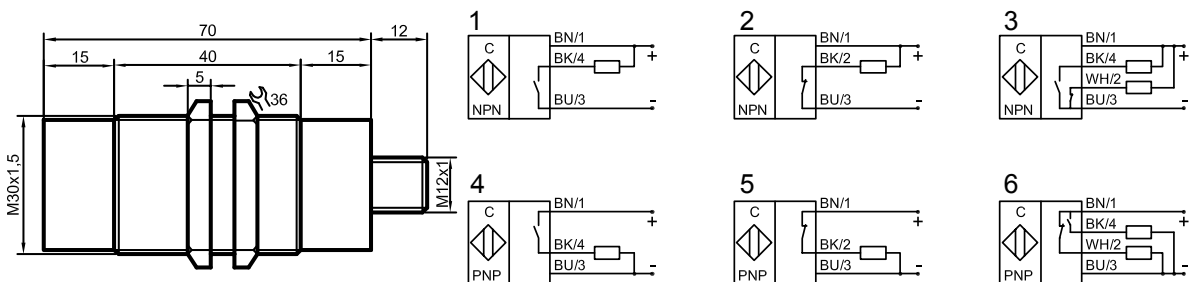 70
12
15
40
15
5
36
M30x1,5
M12x1
1
C
NPN
BN/1
BK/4
BU/3
+
-
2
C
NPN
BN/1
BK/2
BU/3
+
-
3
C
NPN
BN/1
BK/4
WH/2
BU/3
+
-
4
C
PNP
BN/1
BK/4
BU/3
+
-
5
C
PNP
BN/1
BK/2
BU/3
+
-
6
C
PNP
BN/1
BK/4
WH/2
BU/3
+
-